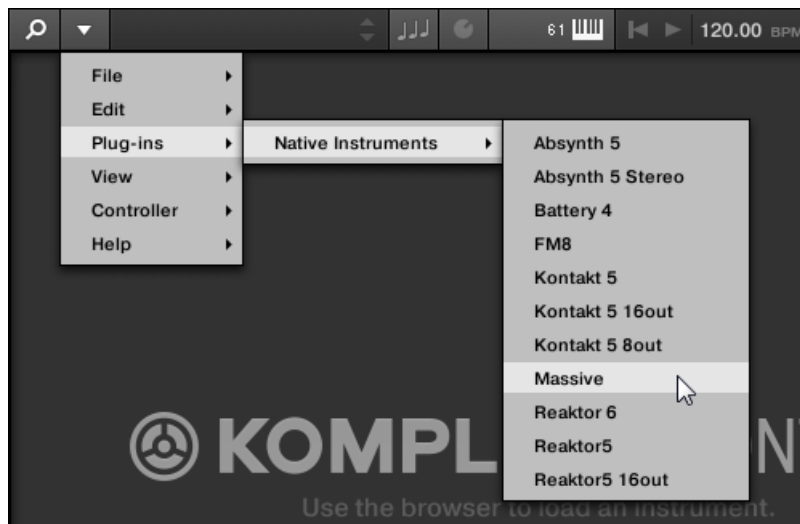 61 120.00 BPM
File
Edit
Plug-ins
View
Controller
Help
Native Instruments
Absynth 5
Absynth 5 Stereo
Battery 4
FM8
Kontakt 5
Kontakt 5 16out
Kontakt 5 8out
Massive
Reaktor 6
Reaktor5
Reaktor5 16out
KOMPL
Use the browser to load an instrument.